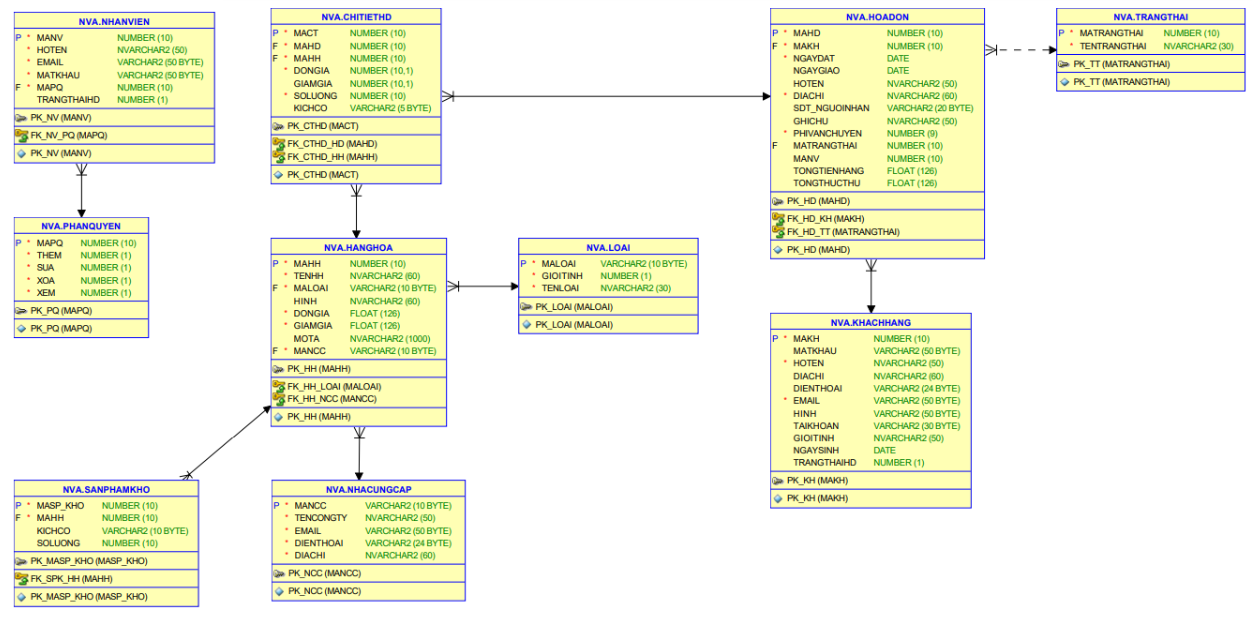 NVA.NHANVIEN
P * MANV NUMBER (10)
* HOTEN NVARCHAR2 (50)
* EMAIL VARCHAR2 (50 BYTE)
* MATKHAU VARCHAR2 (50 BYTE)
F * MAPQ NUMBER (10)
TRANGTHAIHD NUMBER (1)
PK_NV (MANV)
FK_NV_PQ (MAPQ)
PK_NV (MANV)
NVA.PHANQUYEN
P * MAPQ NUMBER (10)
* THEM NUMBER (1)
* SUA NUMBER (1)
* XOA NUMBER (1)
* XEM NUMBER (1)
PK_PQ (MAPQ)
PK_PQ (MAPQ)
NVA.SANPHAMKHO
P * MASP_KHO NUMBER (10)
F * MAHH NUMBER (10)
KICHCO VARCHAR2 (10 BYTE)
SOLUONG NUMBER (10)
PK_MASP_KHO (MASP_KHO)
FK_SPK_HH (MAHH)
PK_MASP_KHO (MASP_KHO)
NVA.CHITIETHD
P * MACT NUMBER (10)
F * MAHD NUMBER (10)
F * MAHH NUMBER (10)
* DONGIA NUMBER (10,1)
GIAMGIA NUMBER (10,1)
* SOLUONG NUMBER (10)
KICHCO VARCHAR2 (5 BYTE)
PK_CTHD (MACT)
FK_CTHD_HD (MAHD)
FK_CTHD_HH (MAHH)
PK_CTHD (MACT)
NVA.HANGHOA
P * MAHH NUMBER (10)
* TENHH NVARCHAR2 (60)
F * MALOAI VARCHAR2 (10 BYTE)
HINH NVARCHAR2 (60)
* DONGIA FLOAT (126)
* GIAMGIA FLOAT (126)
MOTA NVARCHAR2 (1000)
F * MANCC VARCHAR2 (10 BYTE)
PK_HH (MAHH)
FK_HH_LOAI (MALOAI)
FK_HH_NCC (MANCC)
PK_HH (MAHH)
NVA.NHACUNGCAP
P * MANCC VARCHAR2 (10 BYTE)
* TENCONGTY NVARCHAR2 (50)
* EMAIL VARCHAR2 (50 BYTE)
* DIENTHOAI VARCHAR2 (24 BYTE)
* DIACHI NVARCHAR2 (60)
PK_NCC (MANCC)
PK_NCC (MANCC)
NVA.LOAI
P * MALOAI VARCHAR2 (10 BYTE)
* GIOITINH NUMBER (1)
* TENLOAI NVARCHAR2 (30)
PK_LOAI (MALOAI)
PK_LOAI (MALOAI)
NVA.HOADON
P * MAHD NUMBER (10)
F * MAKH NUMBER (10)
* NGAYDAT DATE
NGAYGIAO DATE
HOTEN NVARCHAR2 (50)
* DIACHI NVARCHAR2 (60)
SDT_NGUOINHAN VARCHAR2 (20 BYTE)
GHICHU NVARCHAR2 (50)
* PHIVANCHUYEN NUMBER (9)
F MATRANGTHAI NUMBER (10)
MANV NUMBER (10)
TONGTIENHANG FLOAT (126)
TONGTHUCTHU FLOAT (126)
PK_HD (MAHD)
FK_HD_KH (MAKH)
FK_HD_TT (MATRANGTHAI)
PK_HD (MAHD)
NVA.KHACHHANG
P * MAKH NUMBER (10)
MATKHAU VARCHAR2 (50 BYTE)
* HOTEN NVARCHAR2 (50)
DIACHI NVARCHAR2 (60)
DIENTHOAI VARCHAR2 (24 BYTE)
* EMAIL VARCHAR2 (50 BYTE)
HINH VARCHAR2 (50 BYTE)
TAIKHOAN VARCHAR2 (30 BYTE)
GIOITINH NVARCHAR2 (50)
NGAYSINH DATE
TRANGTHAIHD NUMBER (1)
PK_KH (MAKH)
PK_KH (MAKH)
NVA.TRANGTHAI
P * MATRANGTHAI NUMBER (10)
* TENTRANGTHAI NVARCHAR2 (30)
PK_TT (MATRANGTHAI)
PK_TT (MATRANGTHAI)